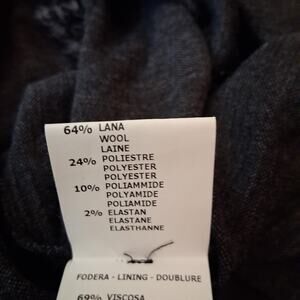 64% LANA
WOOL
LAINE
24% POLIESTRE
POLYESTER
POLYESTER
10% POLIAMMIDE
POLYAMIDE
POLIAMIDE
2% ELASTAN
ELASTANE
ELASTHANNE
FODERA - LINING - DOUBLURE
69% VISCOSA